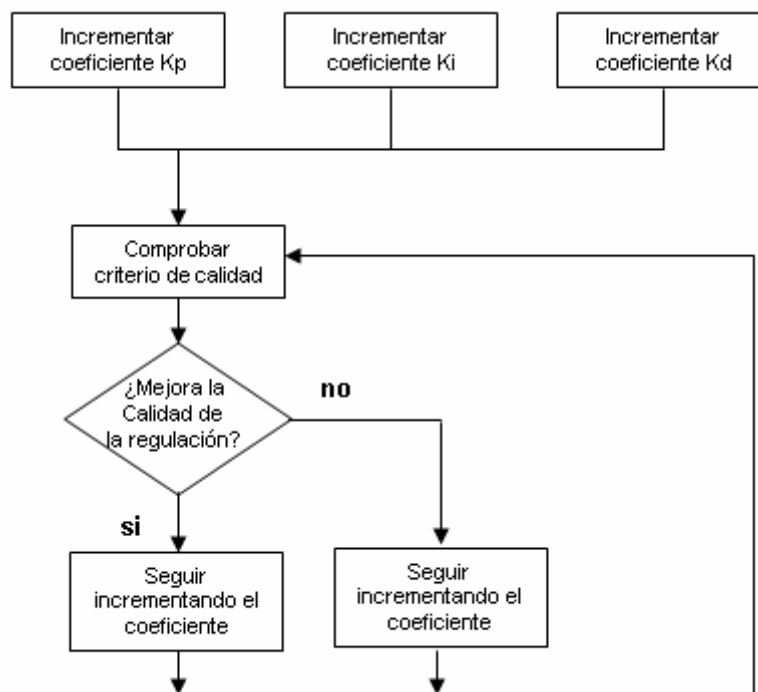 Incrementar
coeficiente Kp
Incrementar
coeficiente Ki
Incrementar
coeficiente Kd
Comprobar
criterio de calidad
¿Mejora la
Calidad de
la regulación?
no
si
Seguir
incrementando el
coeficiente
Seguir
incrementando el
coeficiente